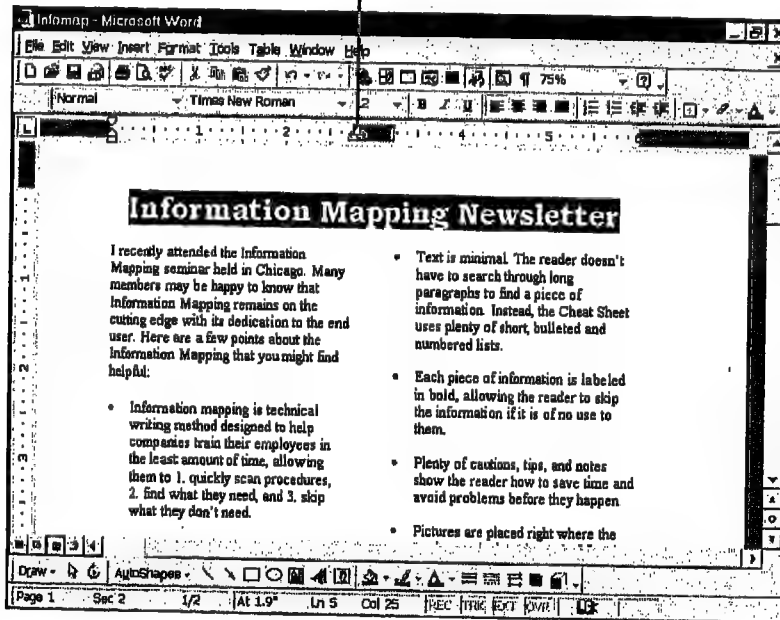 Infomap - Microsoft Word
File Edit View Insert Format Tools Table Window Help
75%
Normal Times New Roman 12 B I U
1 2 4 5
Information Mapping Newsletter
I recently attended the Information
Mapping seminar held in Chicago. Many
members may be happy to know that
Information Mapping remains on the
cutting edge with its dedication to the end
user. Here are a few points about the
Information Mapping that you might find
helpful:
• Information mapping is technical
writing method designed to help
companies train their employees in
the least amount of time, allowing
them to 1. quickly scan procedures,
2. find what they need, and 3. skip
what they don't need.
• Text is minimal. The reader doesn't
have to search through long
paragraphs to find a piece of
information. Instead, the Cheat Sheet
uses plenty of short, bulleted and
numbered lists.
• Each piece of information is labeled
in bold, allowing the reader to skip
the information if it is of no use to
them.
• Plenty of cautions, tips, and notes
show the reader how to save time and
avoid problems before they happen
• Pictures are placed right where the
1
2
3
Draw AutoShapes
Page 1 Sec 2 1/2 At 1.9" Ln 5 Col 25 REC TRK EXT OVR